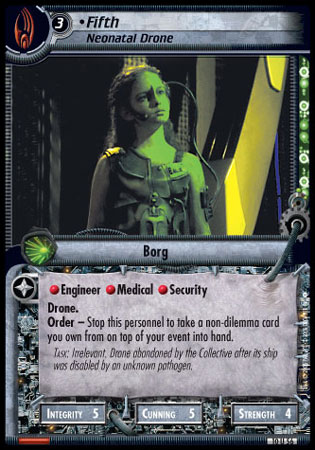 3
•Fifth
Neonatal Drone
Borg
Engineer Medical Security
Drone.
Order – Stop this personnel to take a non-dilemma card
you own from on top of your event into hand.
Task: Irrelevant. Drone abandoned by the Collective after its ship
was disabled by an unknown pathogen.
Integrity 5 Cunning 5 Strength 4
10 U 56